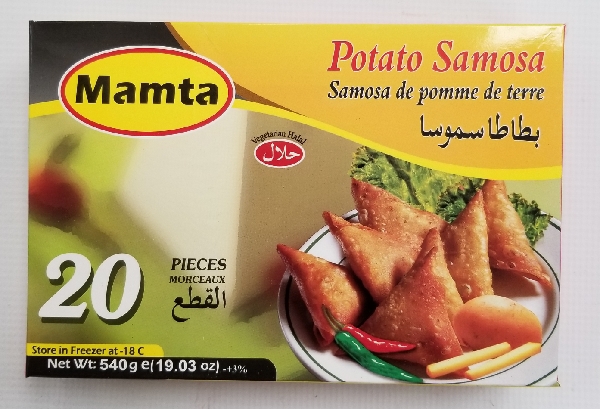 Mamta
Potato Samosa
Samosa de pomme de terre
بطاطا سموسا
Vegetarian Halal
حلال
20
PIECES
MORCEAUX
القطع
Store in Freezer at -18 C
Net Wt: 540g e(19.03 oz) -+3%